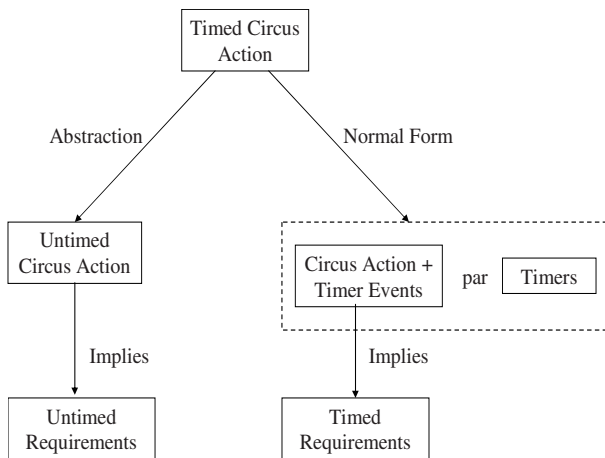 Timed Circus
Action
Abstraction
Normal Form
Untimed
Circus Action
Circus Action +
Timer Events
par
Timers
Implies
Implies
Untimed
Requirements
Timed
Requirements